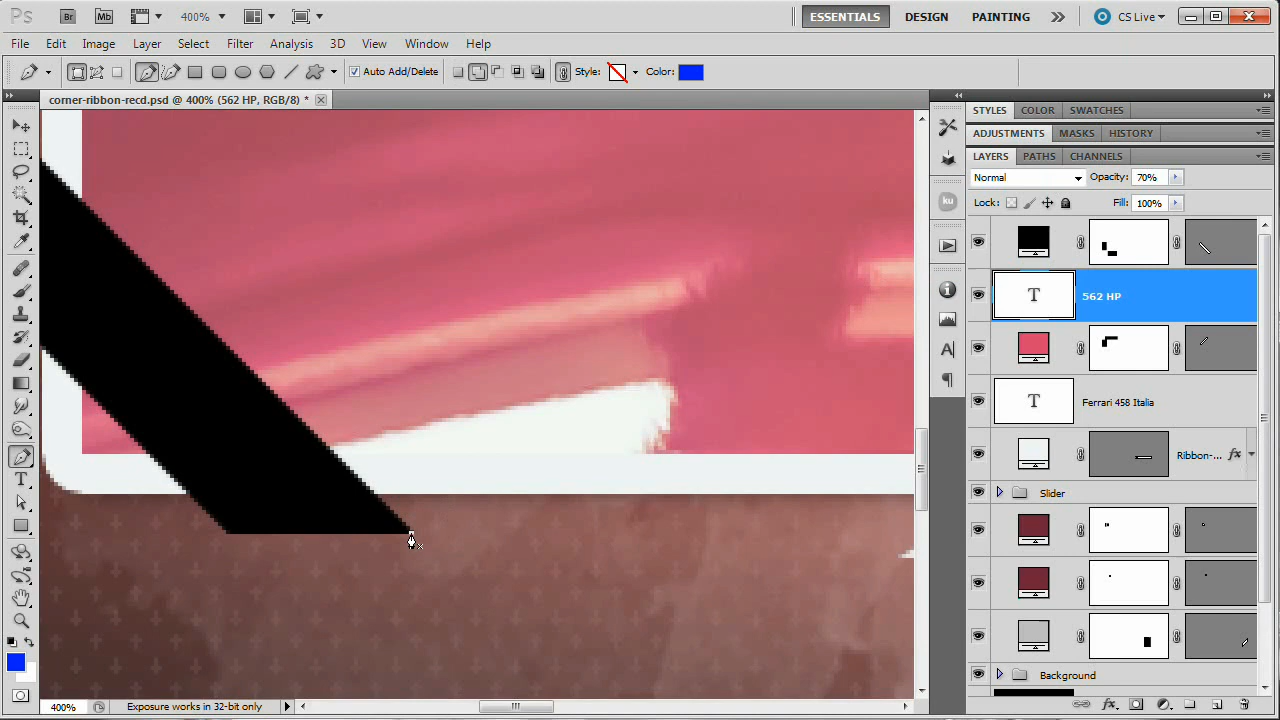 Ps Br Mb 400% ESSENTIALS DESIGN PAINTING CS Live
File Edit Image Layer Select Filter Analysis 3D View Window Help
Auto Add/Delete Style: Color:
corner-ribbon-recd.psd @ 400% (562 HP, RGB/8) *
STYLES COLOR SWATCHES
ADJUSTMENTS MASKS HISTORY
LAYERS PATHS CHANNELS
Normal Opacity: 70%
Lock: Fill: 100%
ku
T 562 HP
T Ferrari 458 Italia
Ribbon-... fx
Slider
Background
400% Exposure works in 32-bit only
fx.